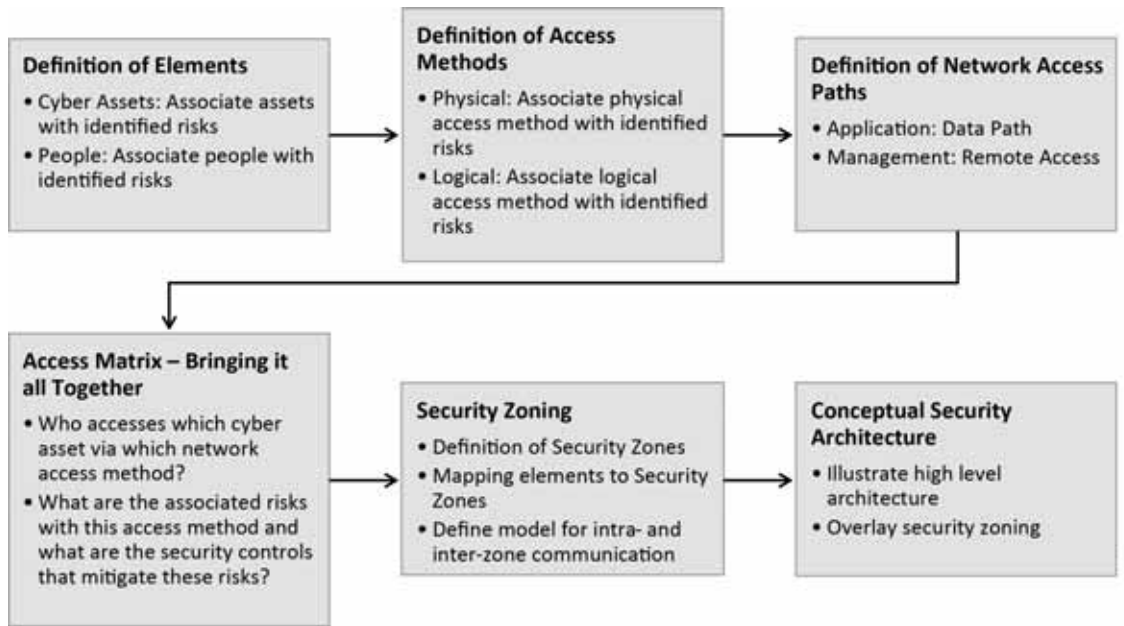 Definition of Elements
• Cyber Assets: Associate assets
with identified risks
• People: Associate people with
identified risks
Definition of Access
Methods
• Physical: Associate physical
access method with identified
risks
• Logical: Associate logical
access method with identified
risks
Definition of Network Access
Paths
• Application: Data Path
• Management: Remote Access
Access Matrix – Bringing it
all Together
• Who accesses which cyber
asset via which network
access method?
• What are the associated risks
with this access method and
what are the security controls
that mitigate these risks?
Security Zoning
• Definition of Security Zones
• Mapping elements to Security
Zones
• Define model for intra- and
inter-zone communication
Conceptual Security
Architecture
• Illustrate high level
architecture
• Overlay security zoning